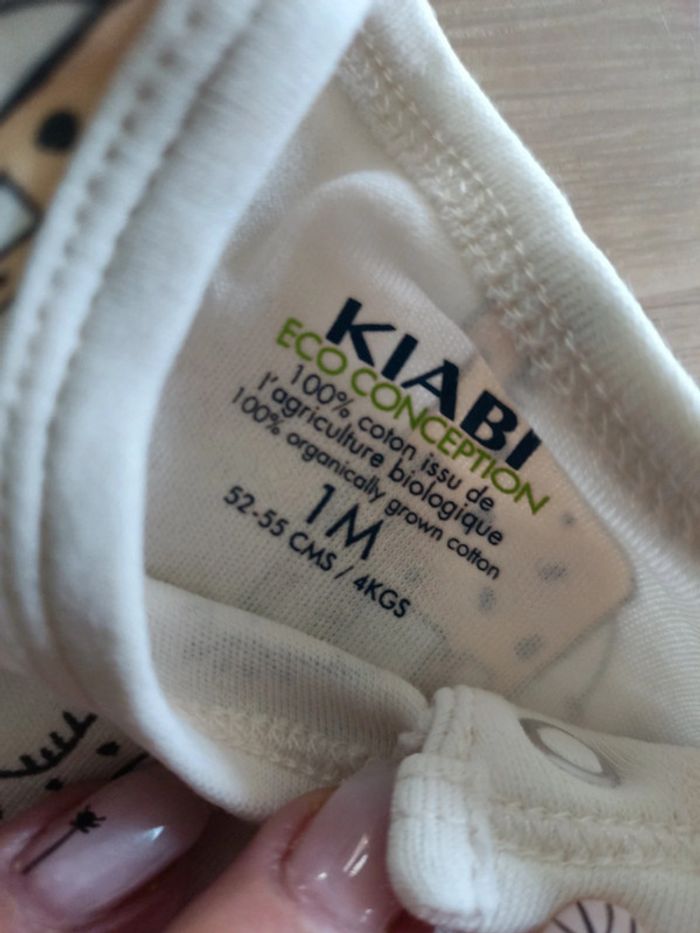 KIABI
ECO CONCEPTION
100% coton issu de
l'agriculture biologique
100% organically grown cotton
1M
52-55 CMS / 4KGS